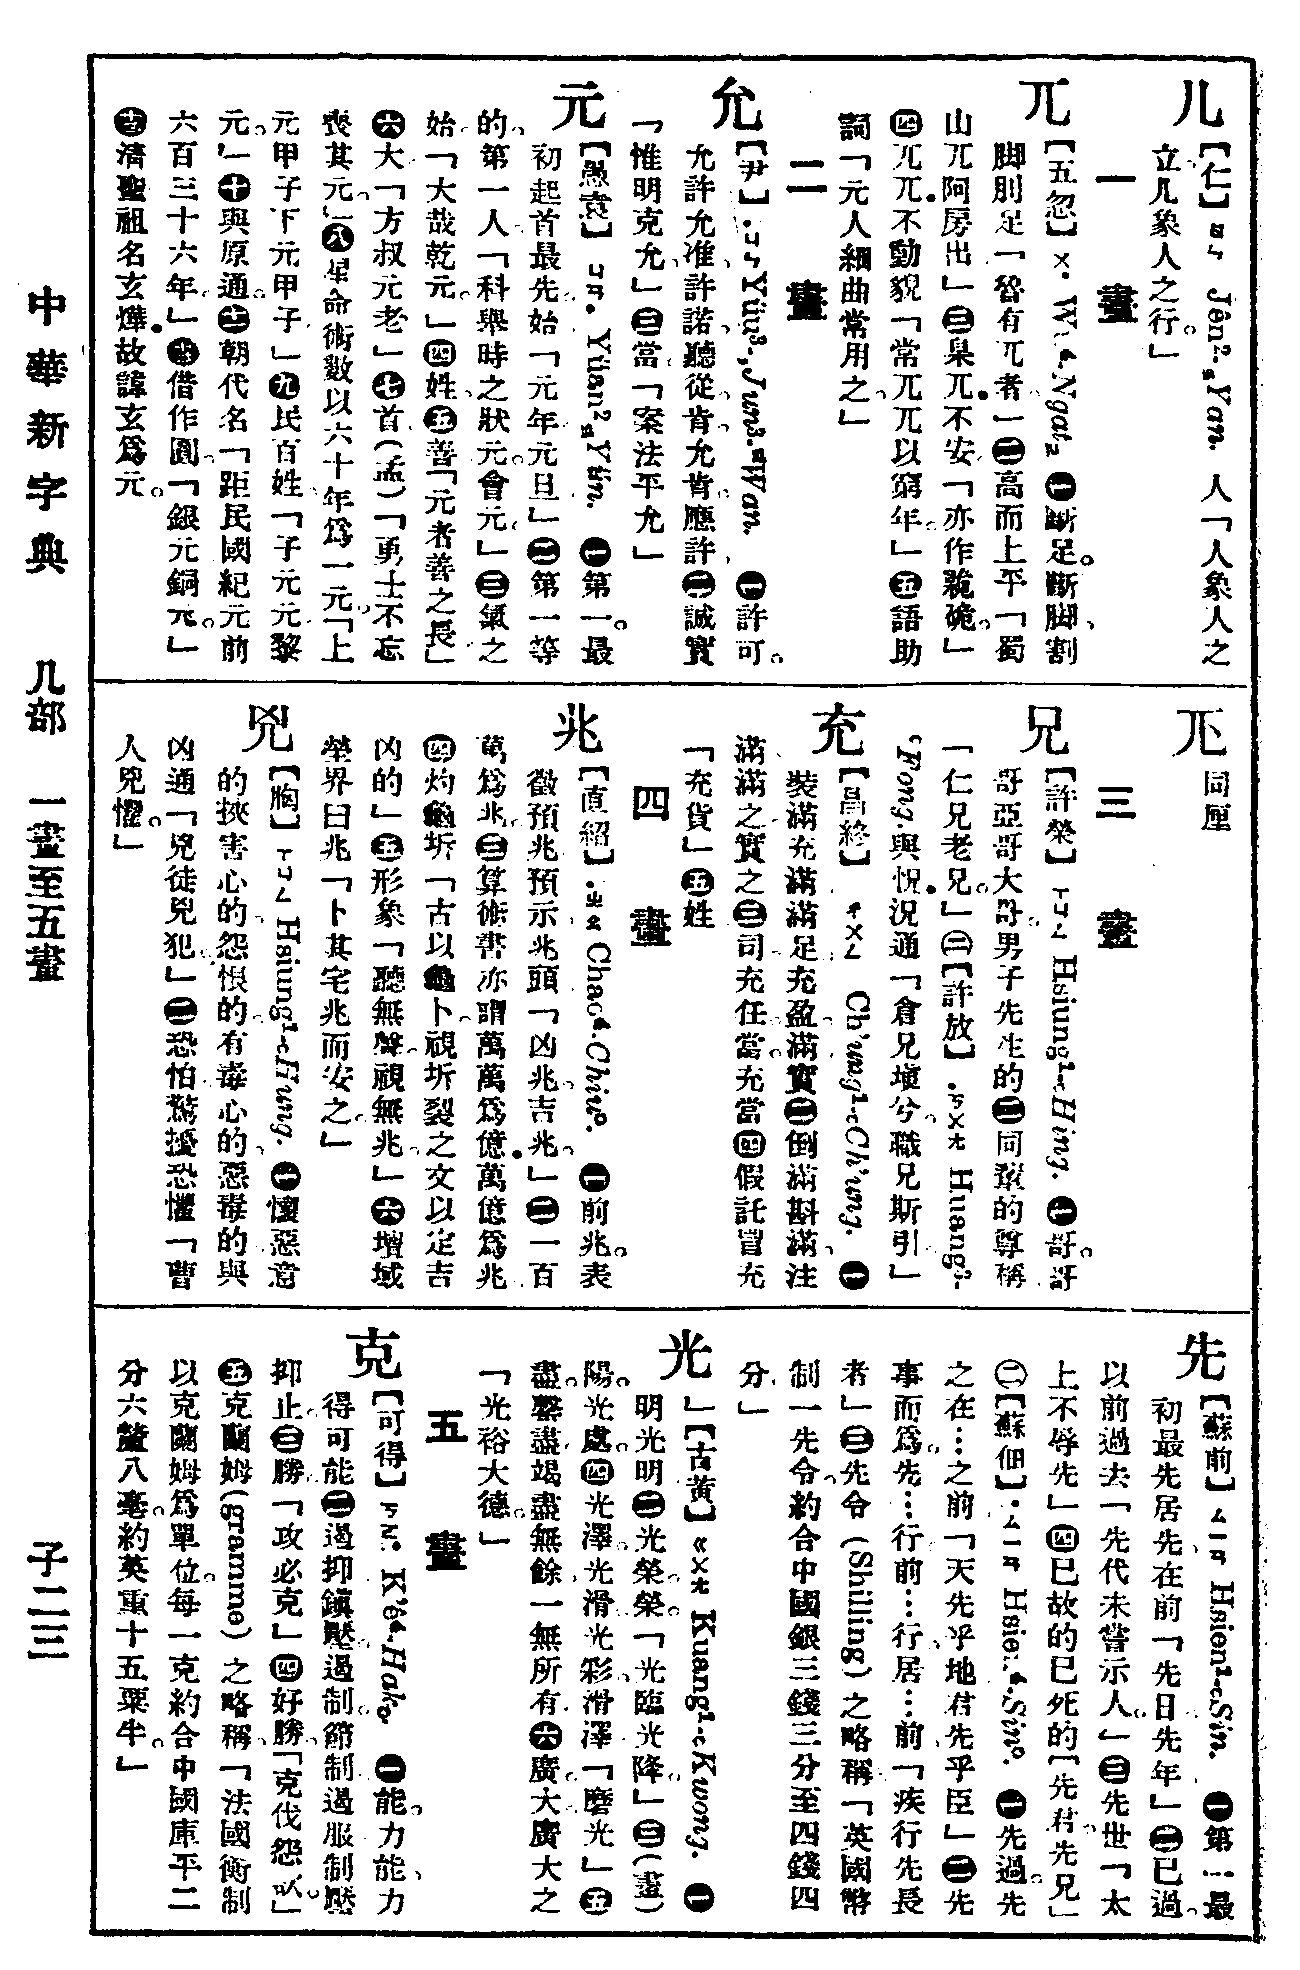 中華新字典 儿部 一畫至五畫 子二三
儿【仁】ㄖㄣ Jên².Yan. 人「人象人之
立儿象人之行。」
一畫
兀【五忽】ㄨ. Wu⁴.Ngat. ㊀斷足。斷脚、割
脚刖足「魯有兀者」㊁高而上平「蜀
山兀阿房出」㊂臬兀.不安「亦作臲硊。」
㊃兀兀.不動貌「常兀兀以窮年。」㊄語助
詞「元人細曲常用之」
二畫
允【尹】.ㄩㄣ Yün³., Jun³.Wan. ㊀許可。
允許允准許諾。聽從。肯。允肯。應許㊁誠實
「惟明克允」㊂當「案法平允」
元【愚袁】ㄩㄢ. Yüan².Yün. ㊀第一。最
初起首最先始「元年元旦」㊁第一等
的。第一人。「科舉時之狀元。會元。」㊂氣之
始。「大哉乾元。」㊃姓。㊄善「元者善之長」
㊅大「方叔元老」㊆首(孟)「勇士不忘
喪其元」㊇星命術數以六十年爲一元。「上
元甲子下元甲子」㊈民百姓。「子元元黎
元。」㊉與原通。⑪朝代名「距民國紀元前
六百三十六年。」⑫借作圓。「銀元銅元。」
⑬清聖祖名玄燁.故諱玄爲元。
兏同厘
三畫
兄【許榮】ㄒㄩㄥ Hsiung¹.Hing. ㊀哥。哥
哥亞哥大哥男子先生的㊁同輩的尊稱
「仁兄老兄。」㈡【許放】.ㄏㄨㄤ Huang³.
Fong. 與怳.況通「倉兄塡兮。職兄斯引」
充【昌終】ㄔㄨㄥ Ch'ung¹.Ch'ung. ㊀
裝滿充滿滿足充盈滿實㊁倒滿斟滿注
滿滿之實之㊂司充任當。充當㊃假託冒充
「充貨」㊄姓
四畫
兆【直紹】.ㄓㄠ Chao⁴.Chiu. ㊀前兆。表
徵預兆預示兆頭「凶兆。吉兆。」㊁一百
萬爲兆。㊂算術書亦謂萬萬爲億.萬億爲兆
㊃灼龜坼「古以龜卜。視坼裂之文以定吉
凶的」㊄形象「聽無聲。視無兆。」㊅壇域
塋界曰兆「卜其宅兆而安之。」
兇【胸】ㄒㄩㄥ Hsiung¹.Hung. ㊀懷惡意
的挾害心的怨恨的有毒心的惡毒的與
凶通「兇徒兇犯。」㊁恐怕驚擾恐懼「曹
人兇懼。」
先【蘇前】ㄙㄧㄢ Hsien¹.Sin. ㊀第一最
初最先居先在前「先日先年」㊁已過。
以前過去「先代未嘗示人。」㊂先世「太
上不辱先」㊃已故的已死的「先君先兄」
㈡【蘇佃】.ㄙㄧㄢ Hsien⁴.Sin. ㊀先過。先
之在…之前「天先乎地君先乎臣」㊁先
事而爲。先…行前…行居…前「疾行先長
者」㊂先令 (Shilling) 之略稱「英國幣
制一先令約合中國銀三錢三分至四錢四
分」
光【古黃】ㄍㄨㄤ Kuang¹.Kwong. ㊀
明光明㊁光榮。榮。「光臨光降」㊂(晝)
陽。光處。㊃光澤。光滑光彩。滑澤「磨光」㊄
盡。罄盡竭盡無餘一無所有㊅廣。大廣大之
「光裕大德。」
五畫
克【可得】ㄎㄜ. K'ê⁴.Hak. ㊀能。力能力
得可能㊁遏抑鎭壓。遏制。節制遏服制壓
抑止。㊂勝「攻必克」㊃好勝。「克伐怨欲。」
㊄克蘭姆 (gramme) 之略稱。「法國衡制
以克蘭姆爲單位每一克約合中國庫平二
分六釐八毫。約英重十五粟半。」